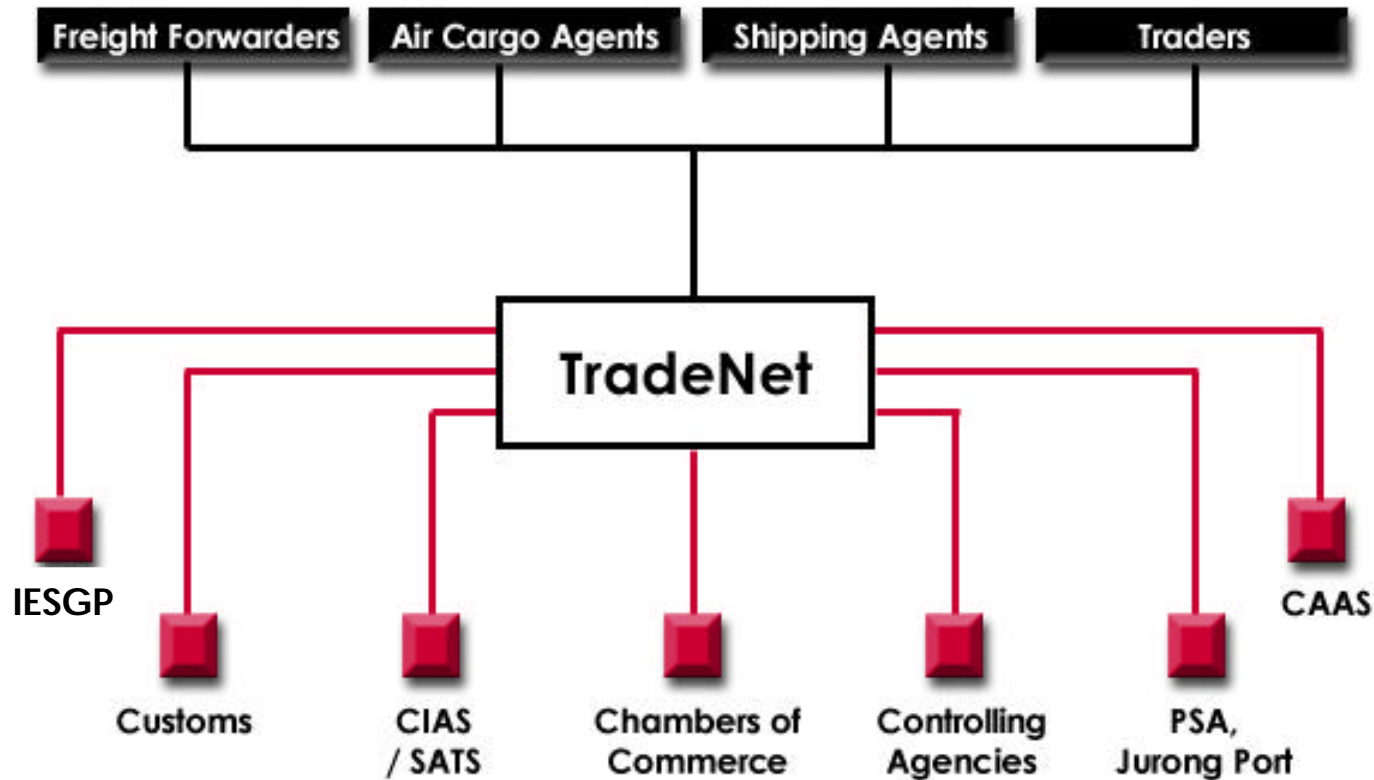 Freight Forwarders
Air Cargo Agents
Shipping Agents
Traders
TradeNet
IESGP
CAAS
Customs
CIAS
/ SATS
Chambers of
Commerce
Controlling
Agencies
PSA,
Jurong Port